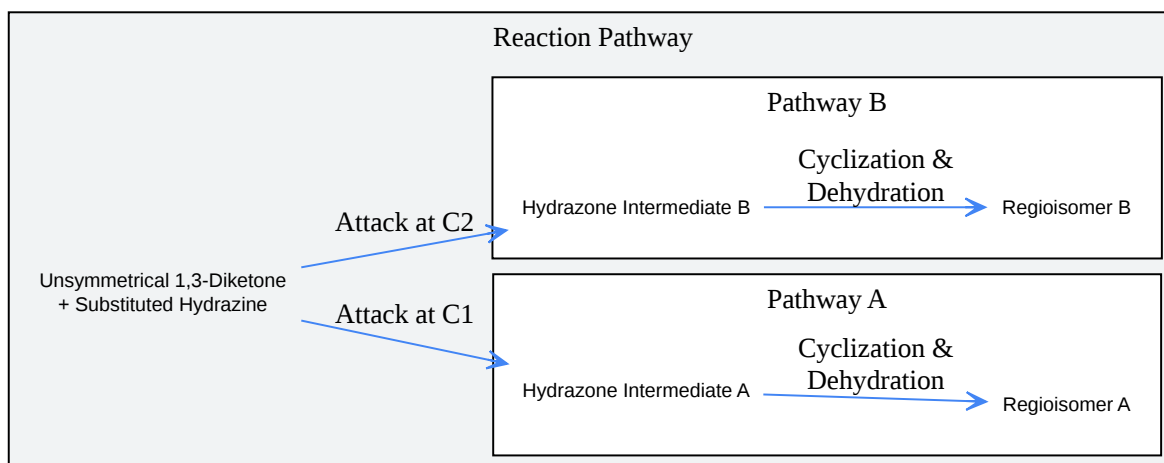 Reaction Pathway
Pathway B
Cyclization &
Dehydration
Hydrazone Intermediate B
Regioisomer B
Attack at C2
Unsymmetrical 1,3-Diketone
+ Substituted Hydrazine
Attack at C1
Pathway A
Cyclization &
Dehydration
Hydrazone Intermediate A
Regioisomer A